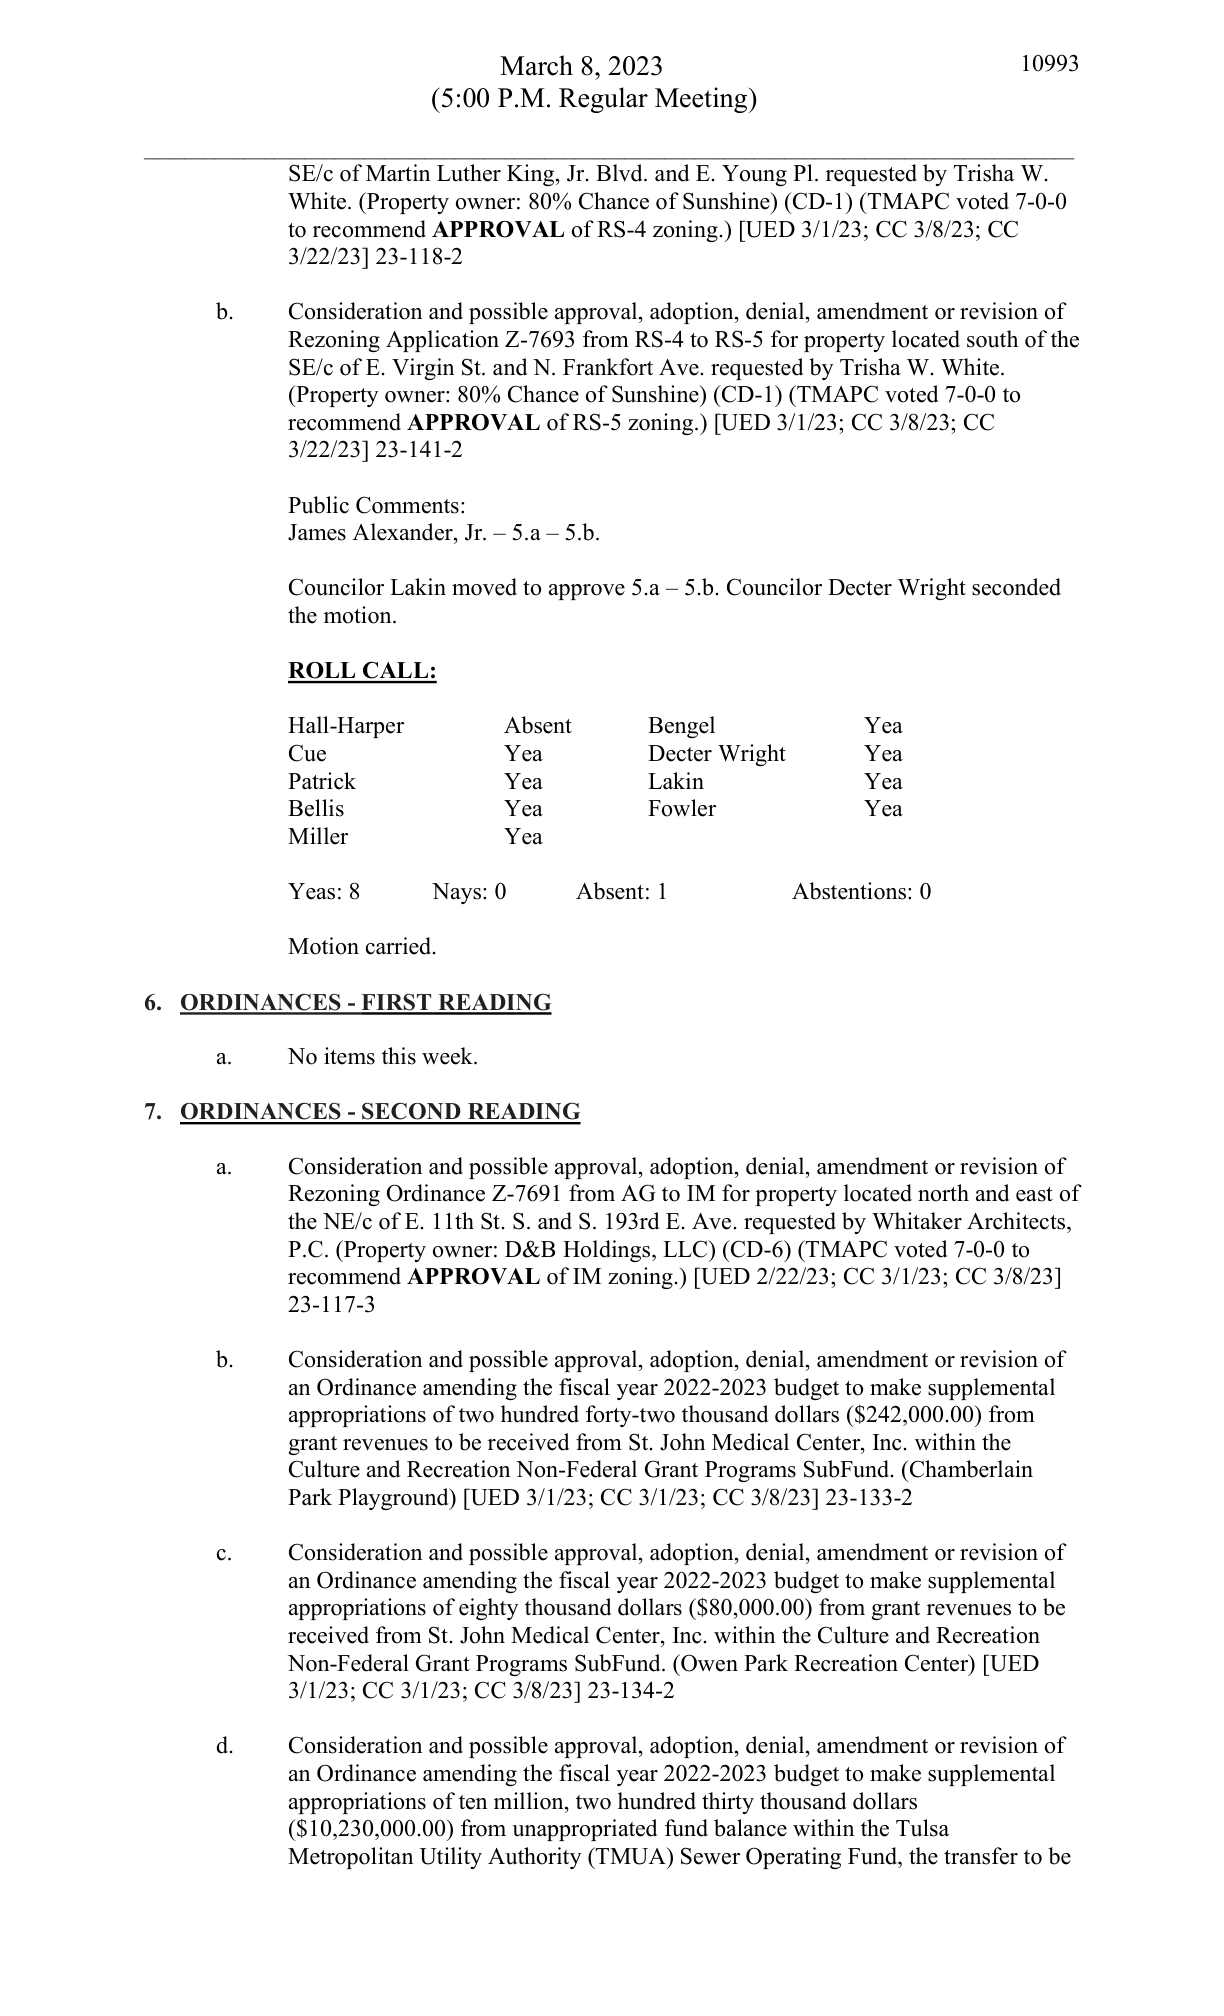 March 8, 2023
10993
(5:00 P.M. Regular Meeting)
SE/c of Martin Luther King, Jr. Blvd. and E. Young Pl. requested by Trisha W.
White. (Property owner: 80% Chance of Sunshine) (CD-1) (TMAPC voted 7-0-0
to recommend APPROVAL of RS-4 zoning.) [UED 3/1/23; CC 3/8/23; CC
3/22/23] 23-118-2
b. Consideration and possible approval, adoption, denial, amendment or revision of
Rezoning Application Z-7693 from RS-4 to RS-5 for property located south of the
SE/c of E. Virgin St. and N. Frankfort Ave. requested by Trisha W. White.
(Property owner: 80% Chance of Sunshine) (CD-1) (TMAPC voted 7-0-0 to
recommend APPROVAL of RS-5 zoning.) [UED 3/1/23; CC 3/8/23; CC
3/22/23] 23-141-2
Public Comments:
James Alexander, Jr. – 5.a – 5.b.
Councilor Lakin moved to approve 5.a – 5.b. Councilor Decter Wright seconded
the motion.
ROLL CALL:
Hall-Harper Absent Bengel Yea
Cue Yea Decter Wright Yea
Patrick Yea Lakin Yea
Bellis Yea Fowler Yea
Miller Yea
Yeas: 8 Nays: 0 Absent: 1 Abstentions: 0
Motion carried.
6. ORDINANCES - FIRST READING
a. No items this week.
7. ORDINANCES - SECOND READING
a. Consideration and possible approval, adoption, denial, amendment or revision of
Rezoning Ordinance Z-7691 from AG to IM for property located north and east of
the NE/c of E. 11th St. S. and S. 193rd E. Ave. requested by Whitaker Architects,
P.C. (Property owner: D&B Holdings, LLC) (CD-6) (TMAPC voted 7-0-0 to
recommend APPROVAL of IM zoning.) [UED 2/22/23; CC 3/1/23; CC 3/8/23]
23-117-3
b. Consideration and possible approval, adoption, denial, amendment or revision of
an Ordinance amending the fiscal year 2022-2023 budget to make supplemental
appropriations of two hundred forty-two thousand dollars ($242,000.00) from
grant revenues to be received from St. John Medical Center, Inc. within the
Culture and Recreation Non-Federal Grant Programs SubFund. (Chamberlain
Park Playground) [UED 3/1/23; CC 3/1/23; CC 3/8/23] 23-133-2
c. Consideration and possible approval, adoption, denial, amendment or revision of
an Ordinance amending the fiscal year 2022-2023 budget to make supplemental
appropriations of eighty thousand dollars ($80,000.00) from grant revenues to be
received from St. John Medical Center, Inc. within the Culture and Recreation
Non-Federal Grant Programs SubFund. (Owen Park Recreation Center) [UED
3/1/23; CC 3/1/23; CC 3/8/23] 23-134-2
d. Consideration and possible approval, adoption, denial, amendment or revision of
an Ordinance amending the fiscal year 2022-2023 budget to make supplemental
appropriations of ten million, two hundred thirty thousand dollars
($10,230,000.00) from unappropriated fund balance within the Tulsa
Metropolitan Utility Authority (TMUA) Sewer Operating Fund, the transfer to be